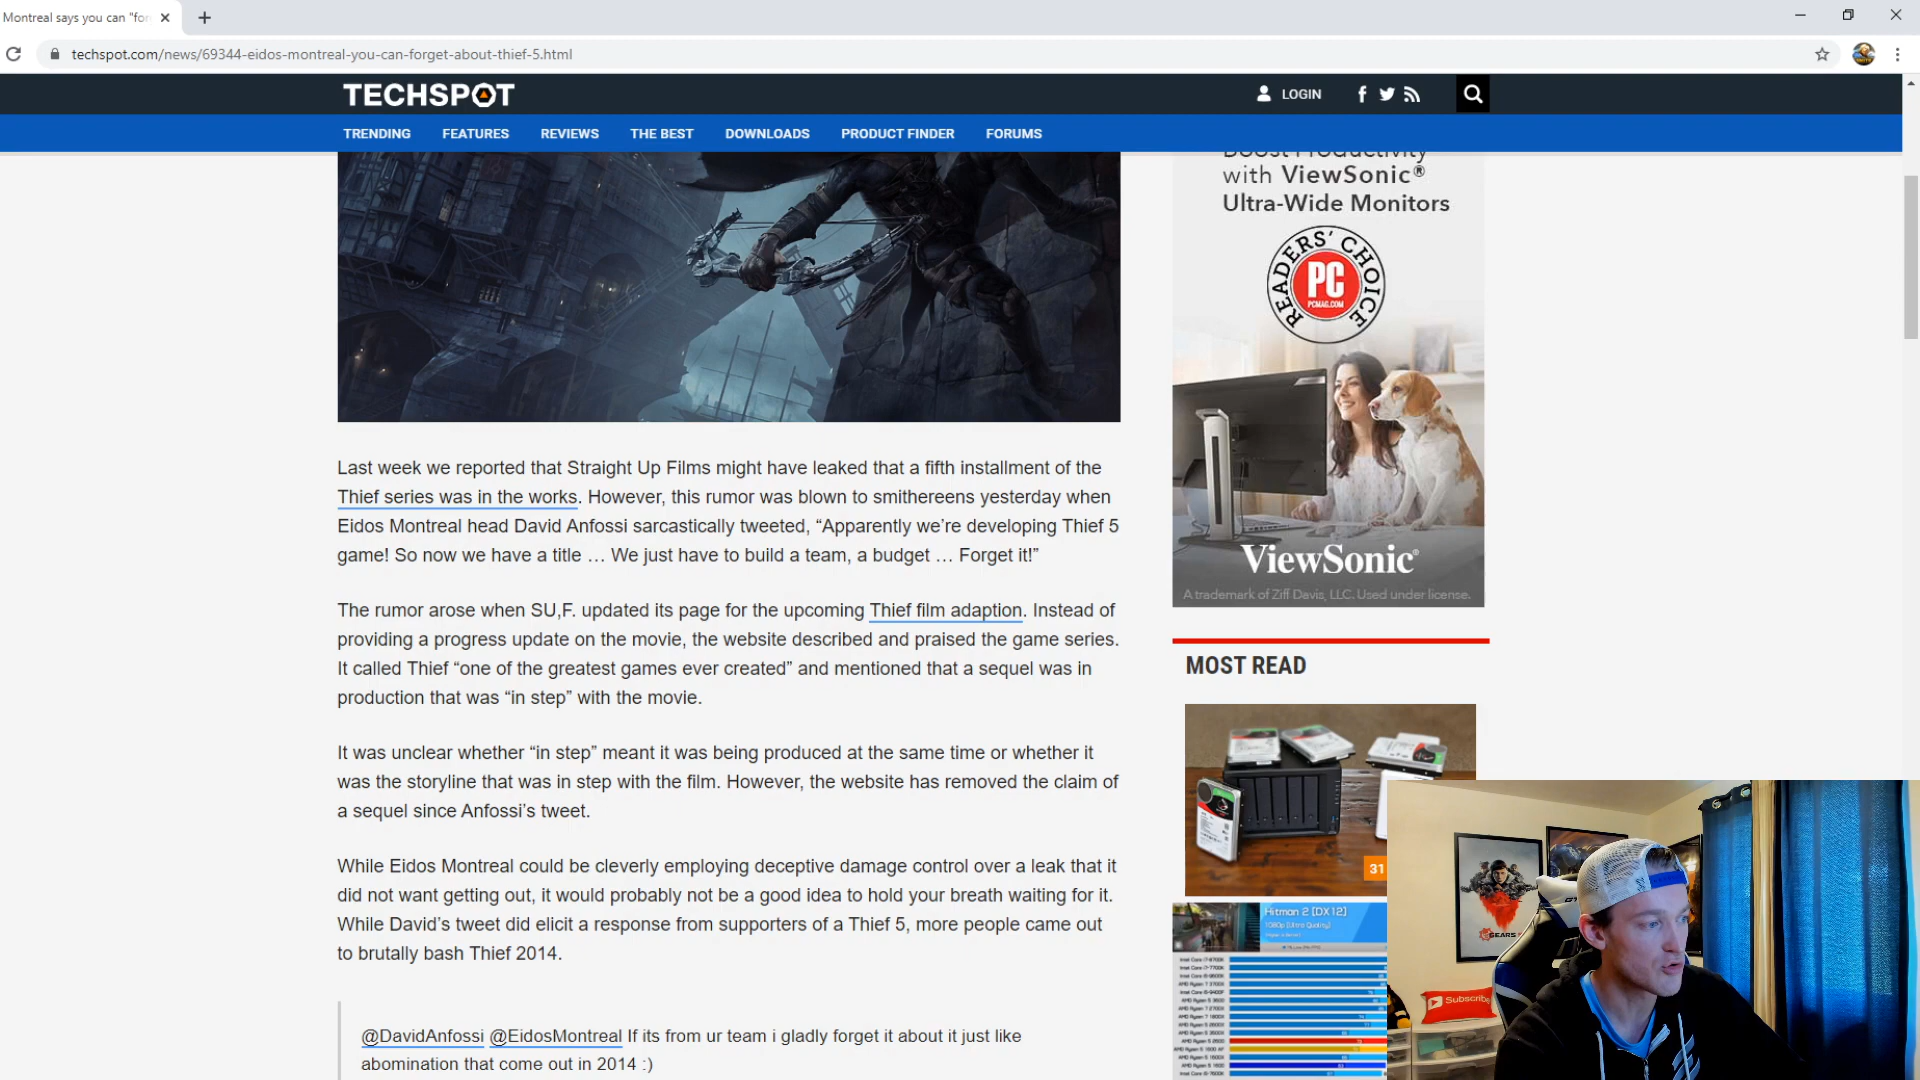 Montreal says you can "for
techspot.com/news/69344-eidos-montreal-you-can-forget-about-thief-5.html
TECHSPOT
LOGIN
TRENDING FEATURES REVIEWS THE BEST DOWNLOADS PRODUCT FINDER FORUMS
Boost Productivity
with ViewSonic®
Ultra-Wide Monitors
READERS' CHOICE
PC
PCMAG.COM
ViewSonic®
A trademark of Ziff Davis, LLC. Used under license.
Last week we reported that Straight Up Films might have leaked that a fifth installment of the
Thief series was in the works. However, this rumor was blown to smithereens yesterday when
Eidos Montreal head David Anfossi sarcastically tweeted, “Apparently we’re developing Thief 5
game! So now we have a title … We just have to build a team, a budget … Forget it!”
The rumor arose when SU,F. updated its page for the upcoming Thief film adaption. Instead of
providing a progress update on the movie, the website described and praised the game series.
It called Thief “one of the greatest games ever created” and mentioned that a sequel was in
production that was “in step” with the movie.
It was unclear whether “in step” meant it was being produced at the same time or whether it
was the storyline that was in step with the film. However, the website has removed the claim of
a sequel since Anfossi’s tweet.
While Eidos Montreal could be cleverly employing deceptive damage control over a leak that it
did not want getting out, it would probably not be a good idea to hold your breath waiting for it.
While David’s tweet did elicit a response from supporters of a Thief 5, more people came out
to brutally bash Thief 2014.
@DavidAnfossi @EidosMontreal If its from ur team i gladly forget it about it just like
abomination that come out in 2014 :)
MOST READ
31
Hitman 2 [DX12]
1080p [Ultra Quality]
GEARS
Subscribe